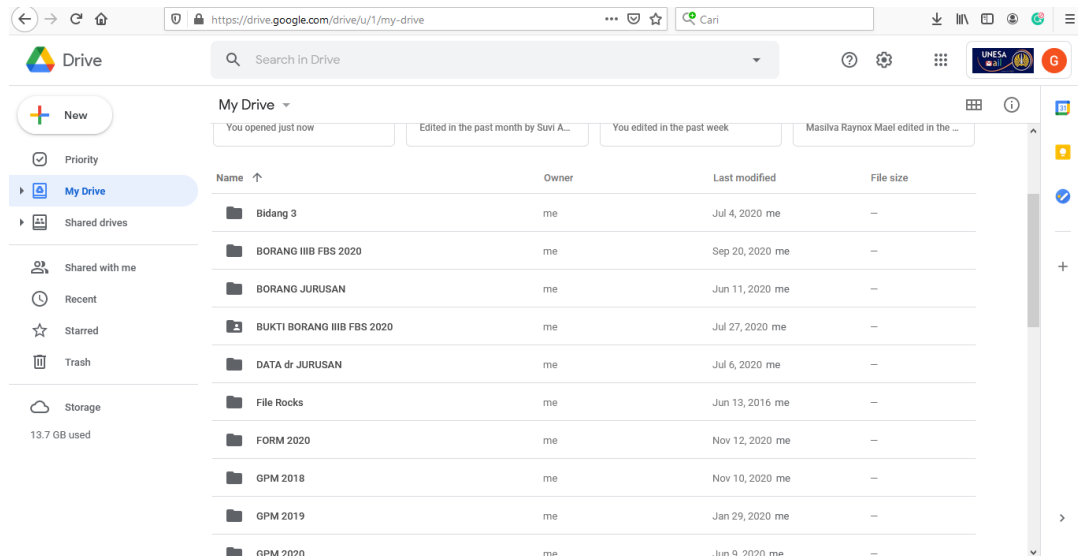 https://drive.google.com/drive/u/1/my-drive
Cari
Drive
Search in Drive
UNESA
mail
G
New
My Drive
Priority
My Drive
Shared drives
Shared with me
Recent
Starred
Trash
Storage
13.7 GB used
You opened just now
Edited in the past month by Suvi A...
You edited in the past week
Masilva Raynox Mael edited in the ...
Name Owner Last modified File size
Bidang 3 me Jul 4, 2020 me –
BORANG IIIB FBS 2020 me Sep 20, 2020 me –
BORANG JURUSAN me Jun 11, 2020 me –
BUKTI BORANG IIIB FBS 2020 me Jul 27, 2020 me –
DATA dr JURUSAN me Jul 6, 2020 me –
File Rocks me Jun 13, 2016 me –
FORM 2020 me Nov 12, 2020 me –
GPM 2018 me Nov 10, 2020 me –
GPM 2019 me Jan 29, 2020 me –
GPM 2020 me Jun 9, 2020 me –
31